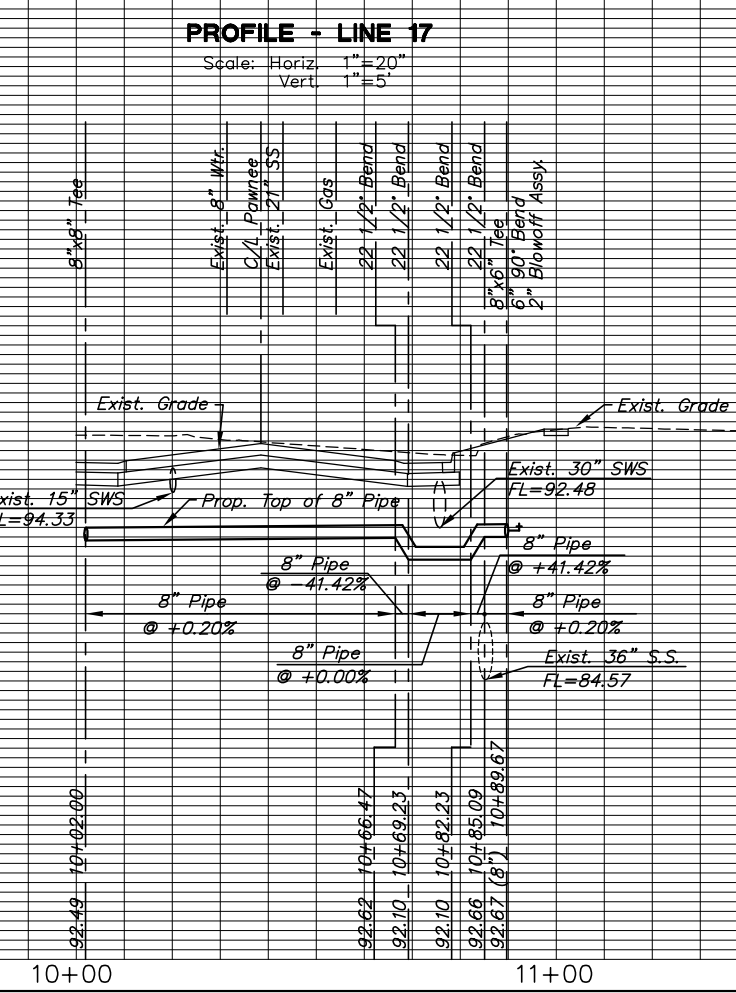 PROFILE - LINE 17
Scale: Horiz. 1"=20"
Vert. 1"=5'
8"x8" Tee
Exist. 8" Wtr.
C/L Pawnee
Exist. 21" SS
Exist. Gas
22 1/2° Bend
22 1/2° Bend
22 1/2° Bend
22 1/2° Bend
8"x6" Tee
6" 90° Bend
2" Blowoff Assy.
Exist. Grade
Exist. Grade
xist. 15" SWS
L=94.33
Prop. Top of 8" Pipe
Exist. 30" SWS
FL=92.48
8" Pipe
@ -41.42%
8" Pipe
@ +41.42%
8" Pipe
@ +0.20%
8" Pipe
@ +0.20%
8" Pipe
@ +0.00%
Exist. 36" S.S.
FL=84.57
92.49 10+02.00
92.62 10+66.47
92.10 10+69.23
92.10 10+82.23
92.66 10+85.09
92.67 (8") 10+89.67
10+00
11+00